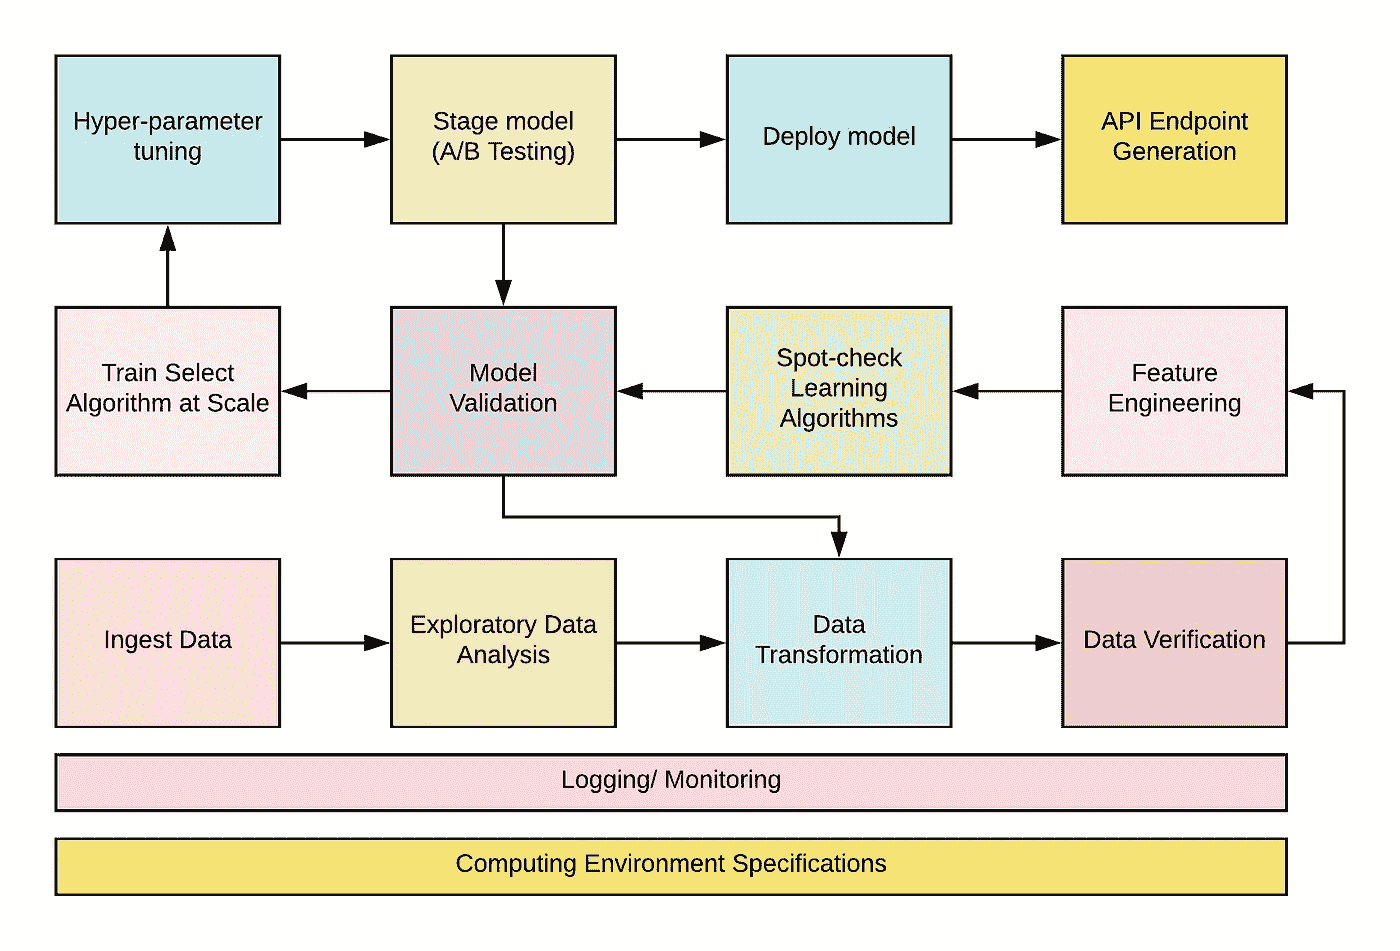 Hyper-parameter
tuning
Stage model
(A/B Testing)
Deploy model
API Endpoint
Generation
Train Select
Algorithm at Scale
Model
Validation
Spot-check
Learning
Algorithms
Feature
Engineering
Ingest Data
Exploratory Data
Analysis
Data
Transformation
Data Verification
Logging/ Monitoring
Computing Environment Specifications